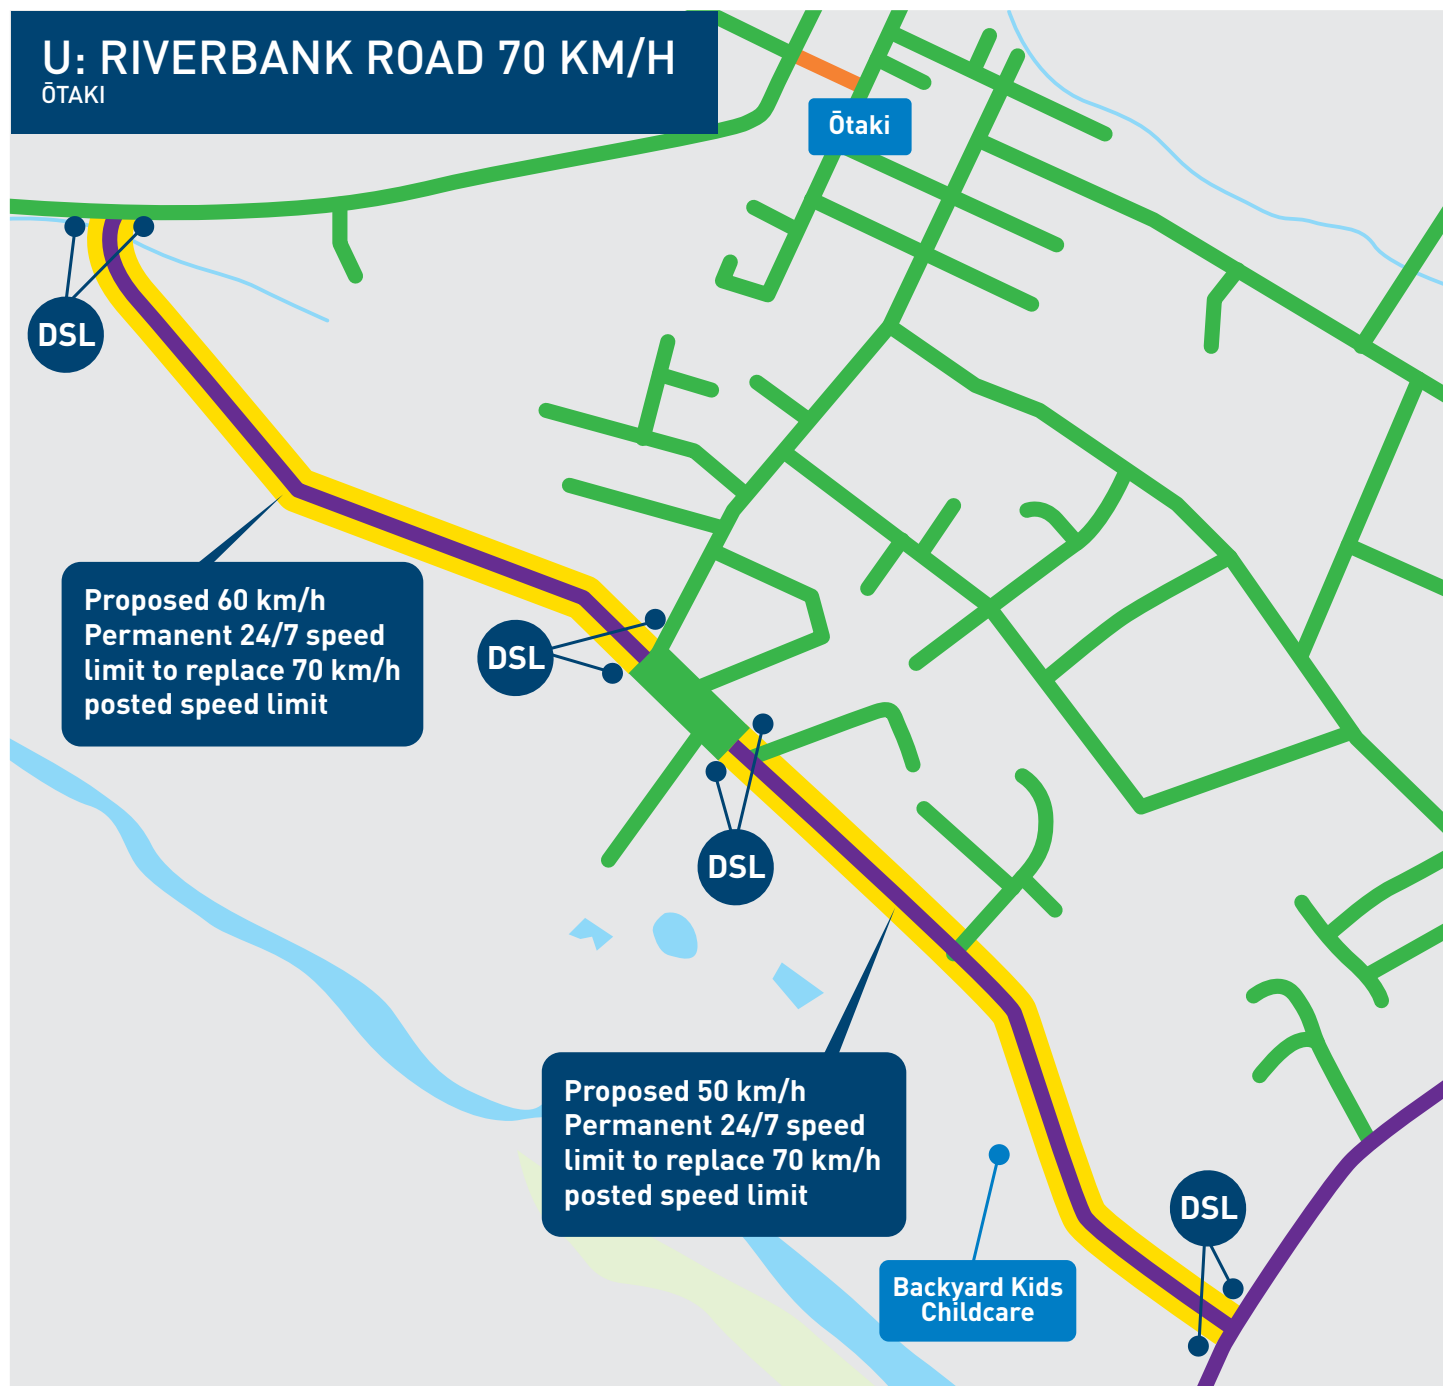 U: RIVERBANK ROAD 70 KM/H
ŌTAKI
Ōtaki
DSL
Proposed 60 km/h
Permanent 24/7 speed
limit to replace 70 km/h
posted speed limit
DSL
DSL
Proposed 50 km/h
Permanent 24/7 speed
limit to replace 70 km/h
posted speed limit
DSL
Backyard Kids
Childcare